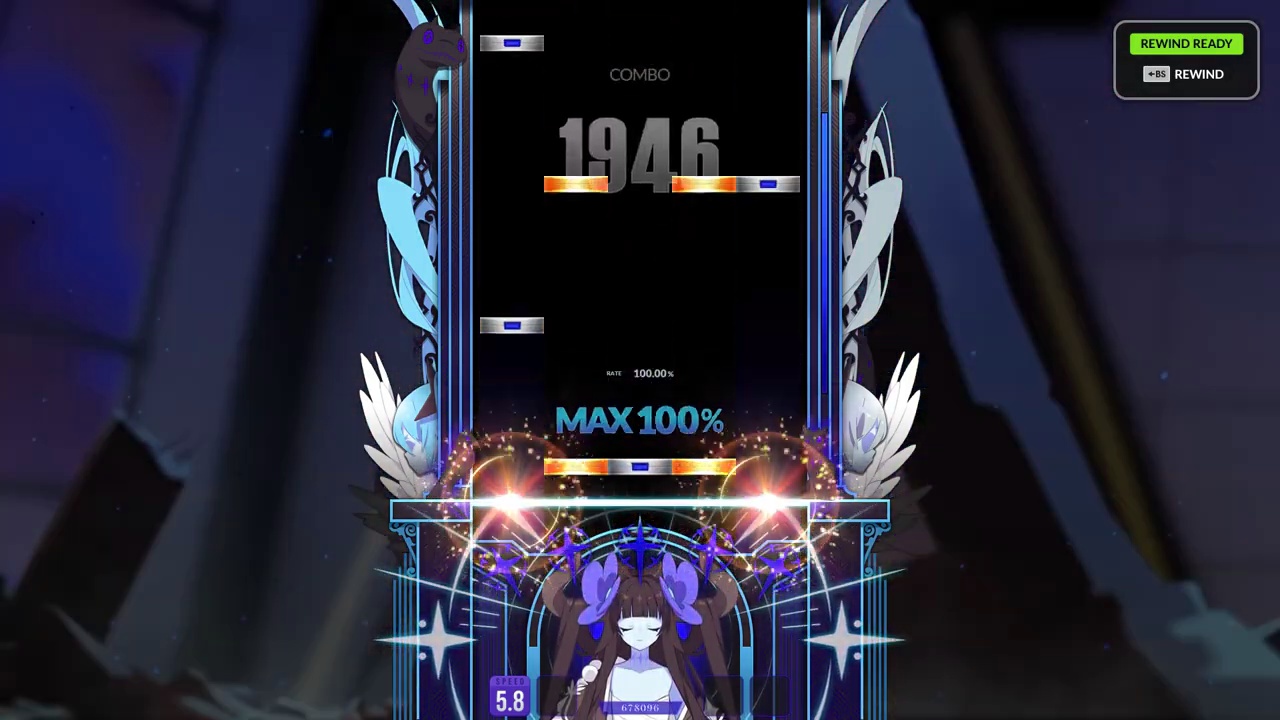 REWIND READY
←BS REWIND
COMBO
1946
RATE 100.00%
MAX 100%
SPEED
5.8
678096